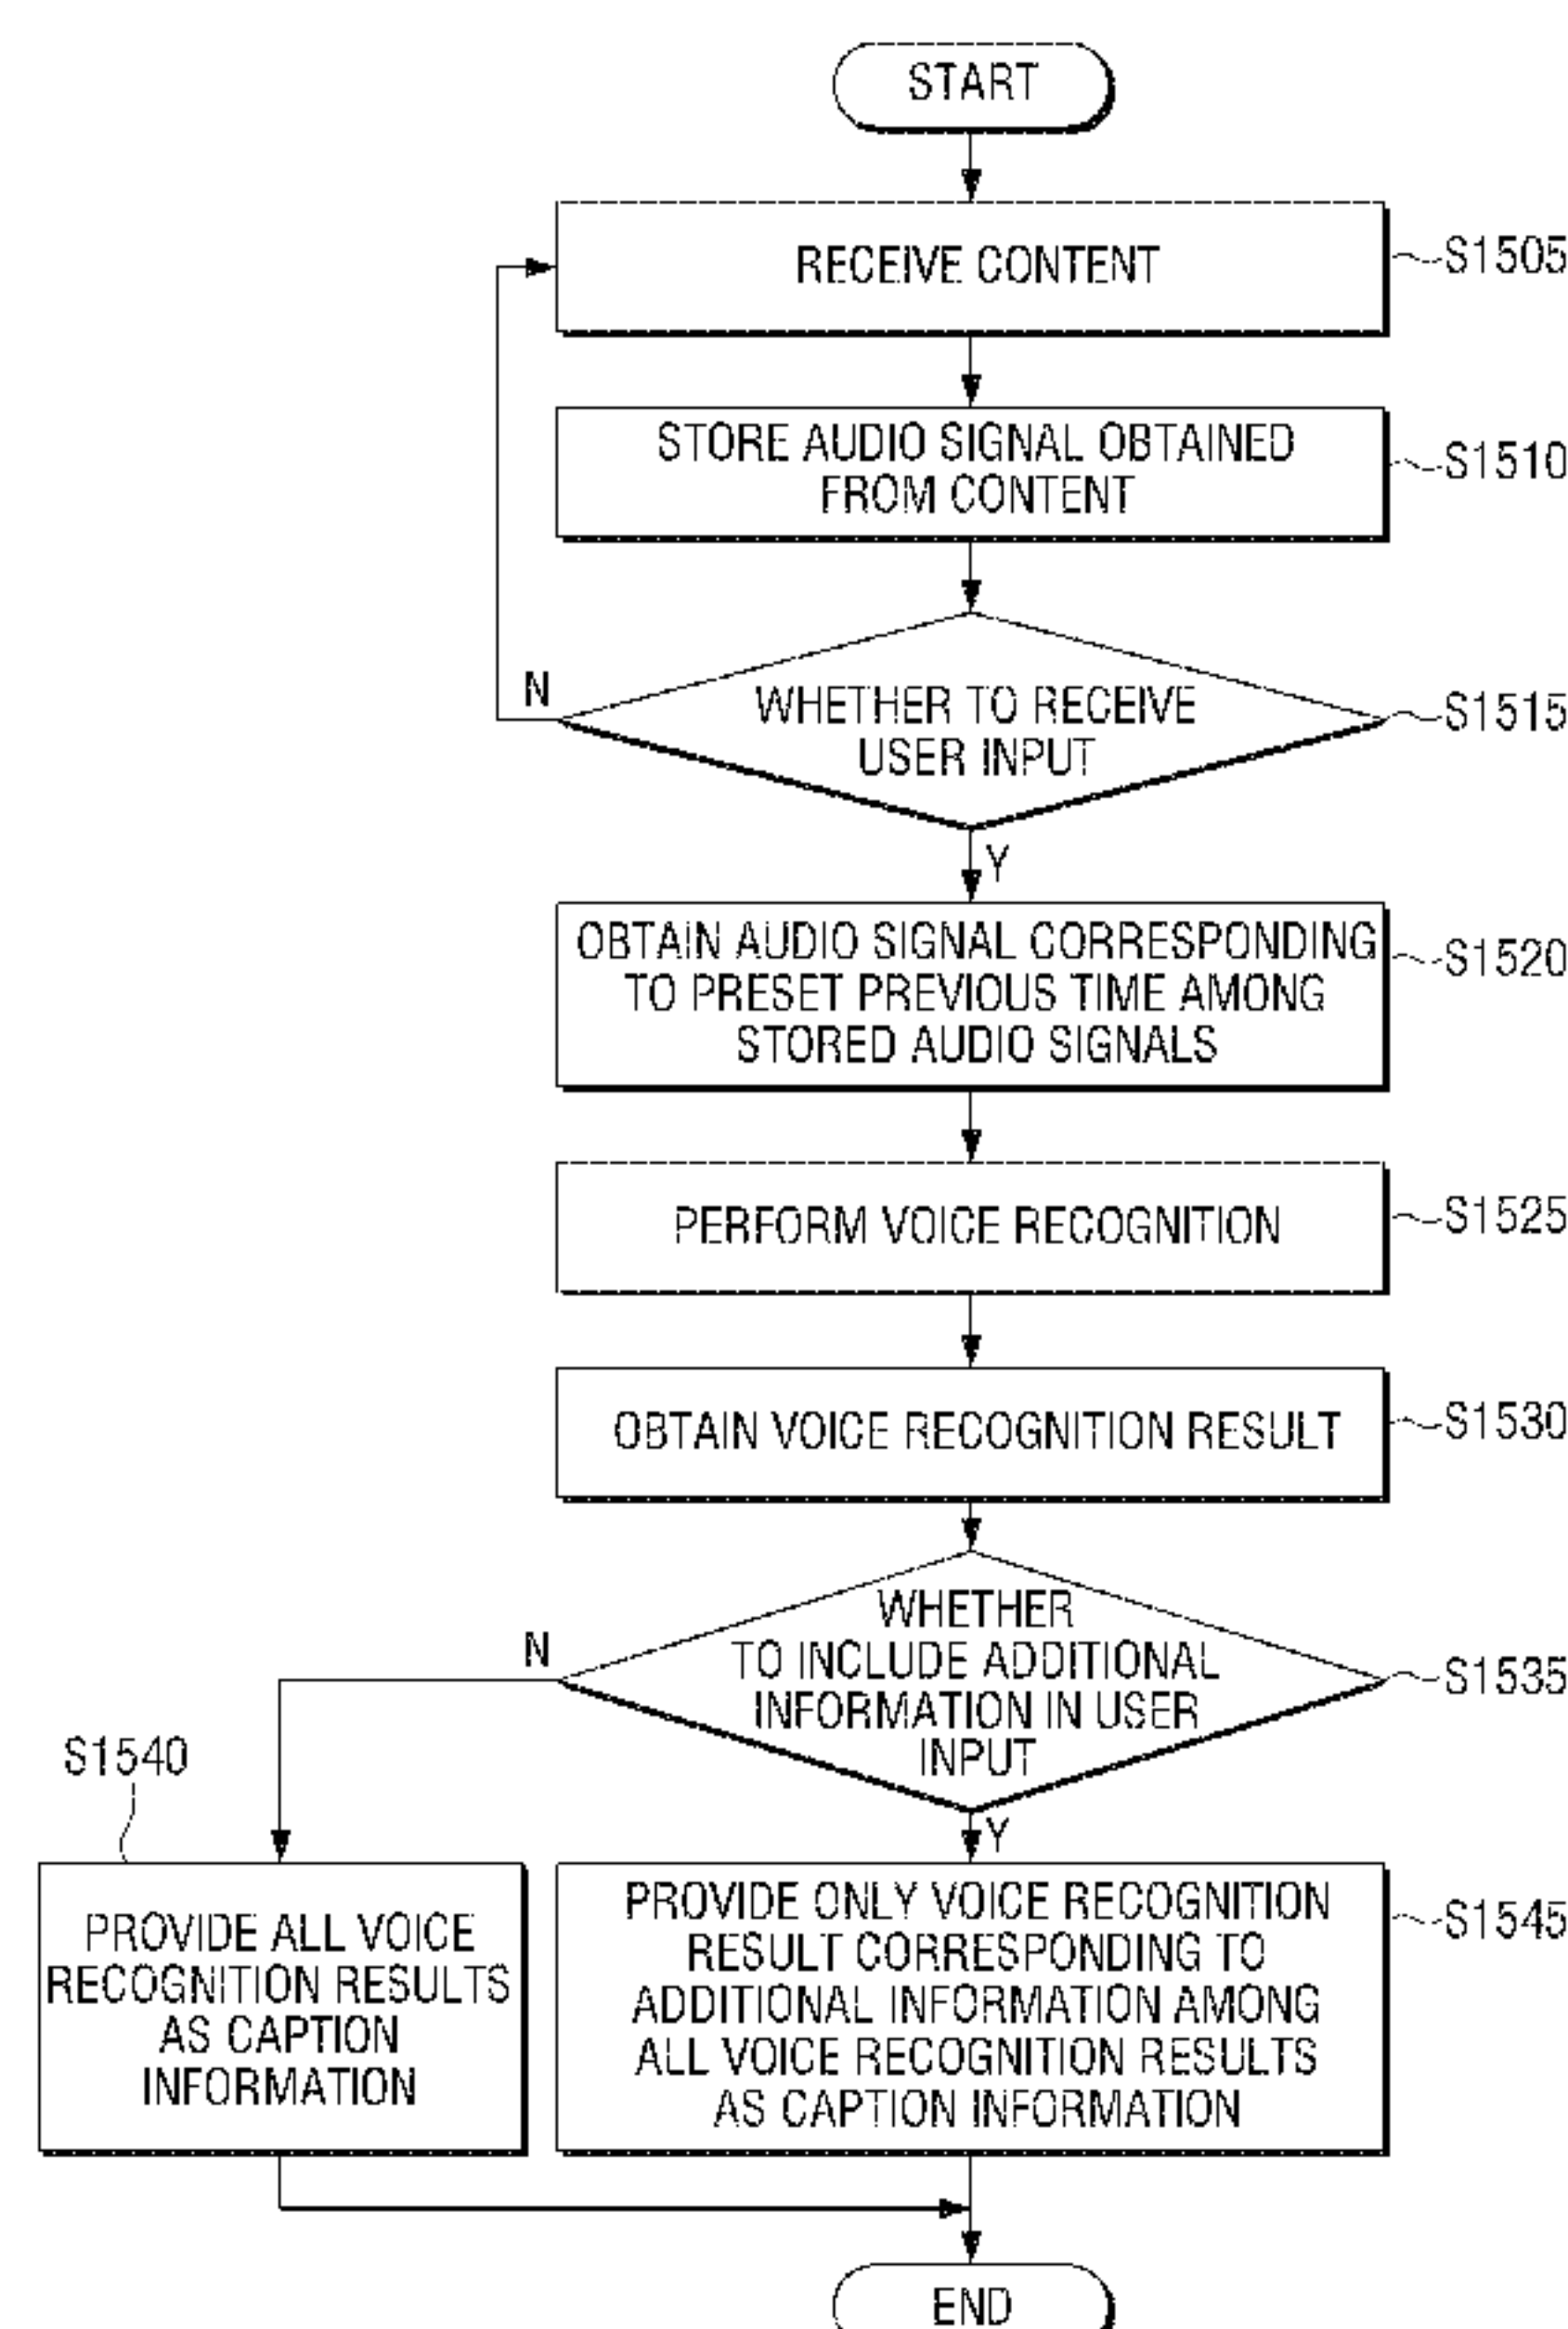 START
RECEIVE CONTENT
S1505
STORE AUDIO SIGNAL OBTAINED
FROM CONTENT
S1510
WHETHER TO RECEIVE
USER INPUT
S1515
N
Y
OBTAIN AUDIO SIGNAL CORRESPONDING
TO PRESET PREVIOUS TIME AMONG
STORED AUDIO SIGNALS
S1520
PERFORM VOICE RECOGNITION
S1525
OBTAIN VOICE RECOGNITION RESULT
S1530
WHETHER
TO INCLUDE ADDITIONAL
INFORMATION IN USER
INPUT
S1535
N
Y
S1540
PROVIDE ALL VOICE
RECOGNITION RESULTS
AS CAPTION
INFORMATION
PROVIDE ONLY VOICE RECOGNITION
RESULT CORRESPONDING TO
ADDITIONAL INFORMATION AMONG
ALL VOICE RECOGNITION RESULTS
AS CAPTION INFORMATION
S1545
END